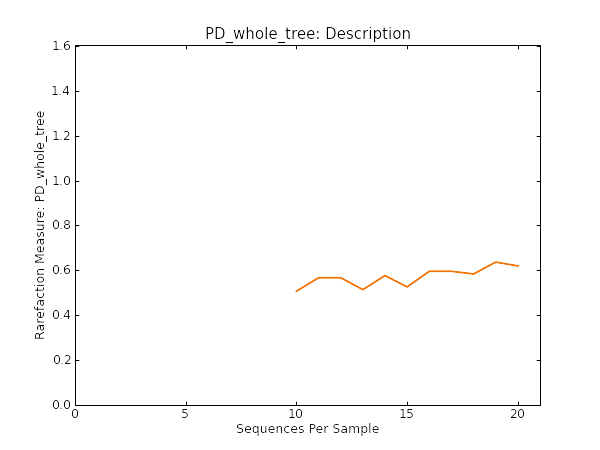 PD_whole_tree: Description
1.6
1.4
1.2
1.0
0.8
0.6
0.4
0.2
0.0
Rarefaction Measure: PD_whole_tree
0 5 10 15 20
Sequences Per Sample